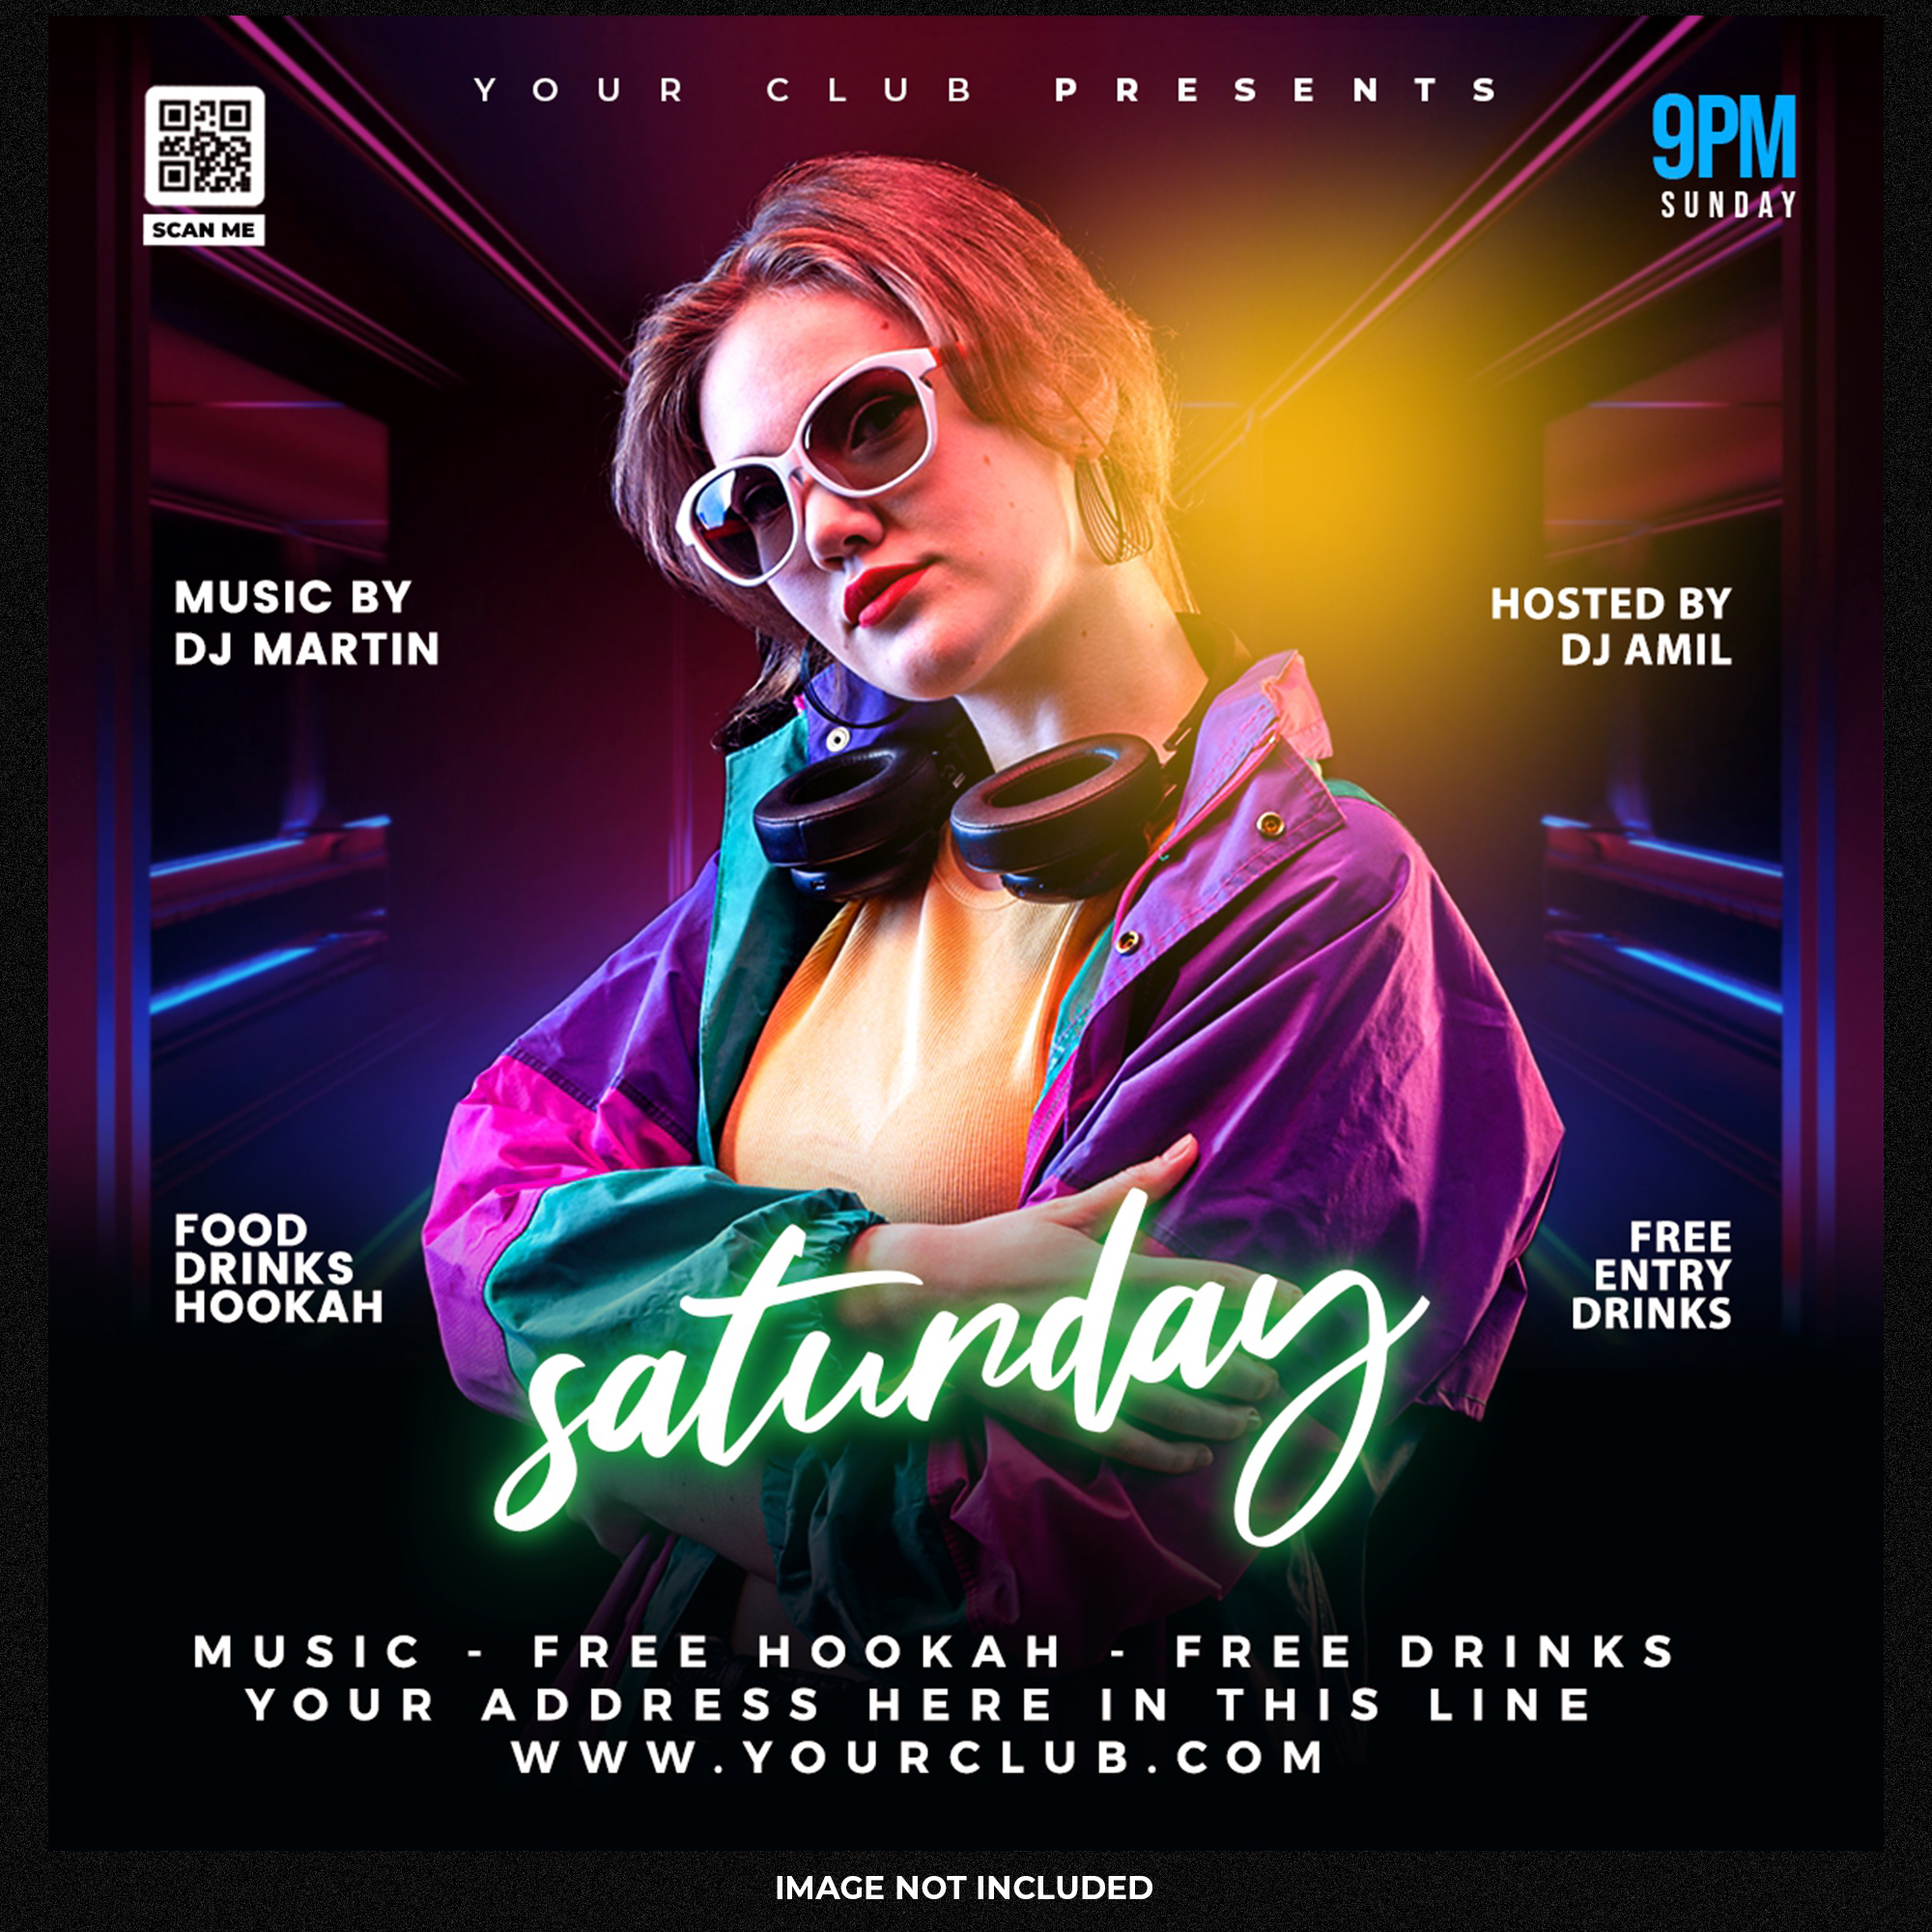 YOUR CLUB PRESENTS
SCAN ME
9PM
SUNDAY
MUSIC BY
DJ MARTIN
HOSTED BY
DJ AMIL
FOOD
DRINKS
HOOKAH
FREE
ENTRY
DRINKS
saturday
MUSIC - FREE HOOKAH - FREE DRINKS
YOUR ADDRESS HERE IN THIS LINE
WWW.YOURCLUB.COM
IMAGE NOT INCLUDED